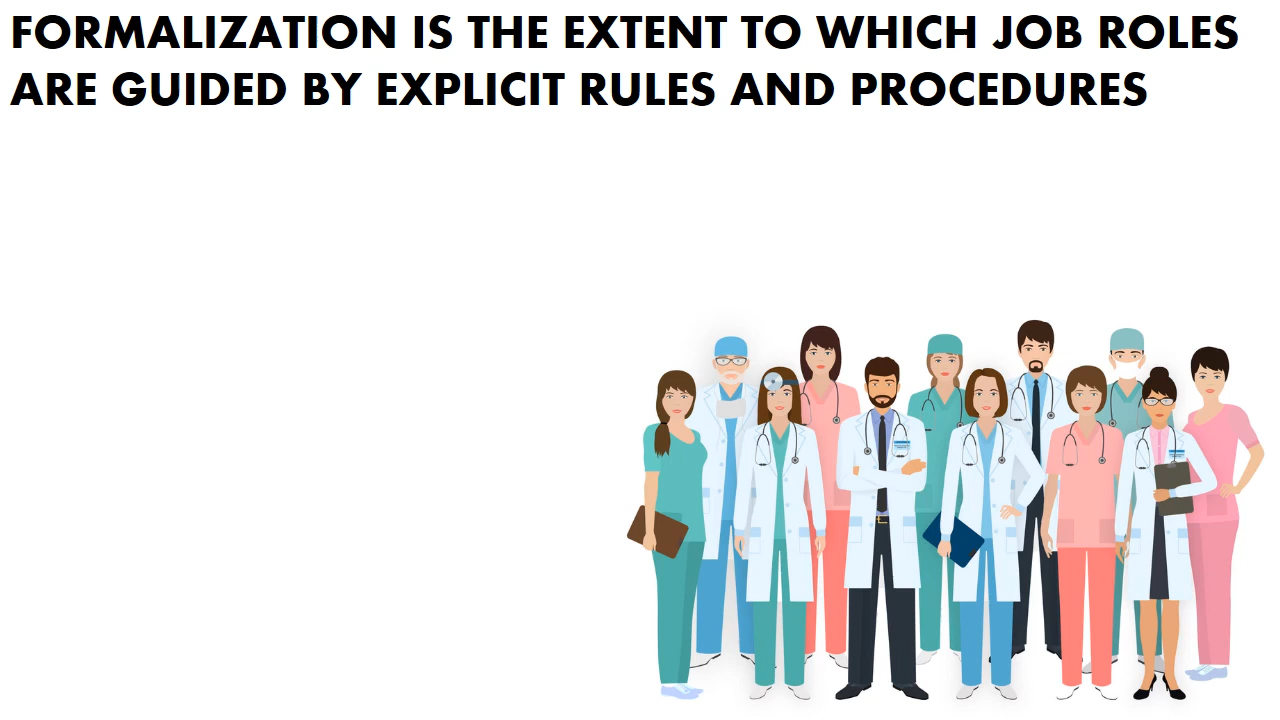 FORMALIZATION IS THE EXTENT TO WHICH JOB ROLES
ARE GUIDED BY EXPLICIT RULES AND PROCEDURES